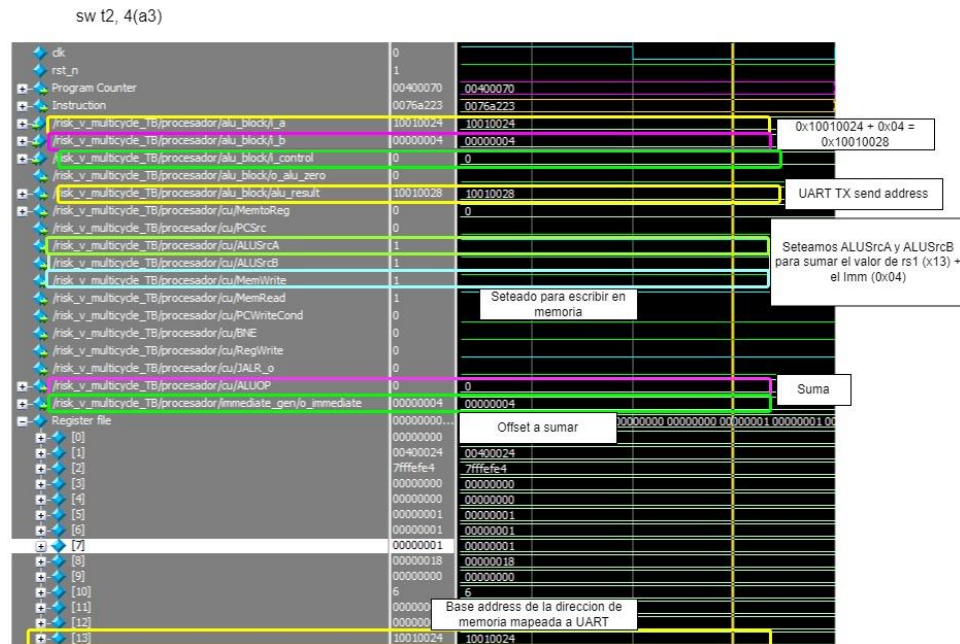 sw t2, 4(a3)
clk 0
rst_n 1
Program Counter 00400070 00400070
Instruction 0076a223 0076a223
/risk_v_multicycle_TB/procesador/alu_block/i_a 10010024 10010024
0x10010024 + 0x04 =
0x10010028
/risk_v_multicycle_TB/procesador/alu_block/i_b 00000004 00000004
/risk_v_multicycle_TB/procesador/alu_block/i_control 0 0
/risk_v_multicycle_TB/procesador/alu_block/o_alu_zero 0
/risk_v_multicycle_TB/procesador/alu_block/alu_result 10010028 10010028
UART TX send address
/risk_v_multicycle_TB/procesador/cu/MemtoReg 0 0
/risk_v_multicycle_TB/procesador/cu/PCSrc 0
/risk_v_multicycle_TB/procesador/cu/ALUSrcA 1
/risk_v_multicycle_TB/procesador/cu/ALUSrcB 1
Seteamos ALUSrcA y ALUSrcB
para sumar el valor de rs1 (x13) +
el Imm (0x04)
/risk_v_multicycle_TB/procesador/cu/MemWrite 1
/risk_v_multicycle_TB/procesador/cu/MemRead 1
Seteado para escribir en
memoria
/risk_v_multicycle_TB/procesador/cu/PCWriteCond 0
/risk_v_multicycle_TB/procesador/cu/BNE 0
/risk_v_multicycle_TB/procesador/cu/RegWrite 0
/risk_v_multicycle_TB/procesador/cu/JALR_o 0
/risk_v_multicycle_TB/procesador/cu/ALUOP 0 0
Suma
/risk_v_multicycle_TB/procesador/immediate_gen/o_immediate 00000004 00000004
Register file 00000000... 00000000 00000000 00000001 00000001 00
Offset a sumar
[0] 00000000
[1] 00400024 00400024
[2] 7fffefe4 7fffefe4
[3] 00000000 00000000
[4] 00000000 00000000
[5] 00000001 00000001
[6] 00000001 00000001
[7] 00000001 00000001
[8] 00000018 00000018
[9] 00000000 00000000
[10] 6 6
[11]
[12]
Base address de la direccion de
memoria mapeada a UART
[13] 10010024 10010024